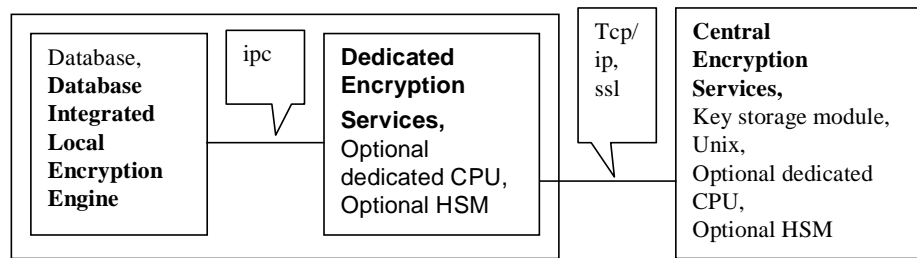 Database,
Database
Integrated
Local
Encryption
Engine
ipc
Dedicated
Encryption
Services,
Optional
dedicated CPU,
Optional HSM
Tcp/
ip,
ssl
Central
Encryption
Services,
Key storage module,
Unix,
Optional dedicated
CPU,
Optional HSM